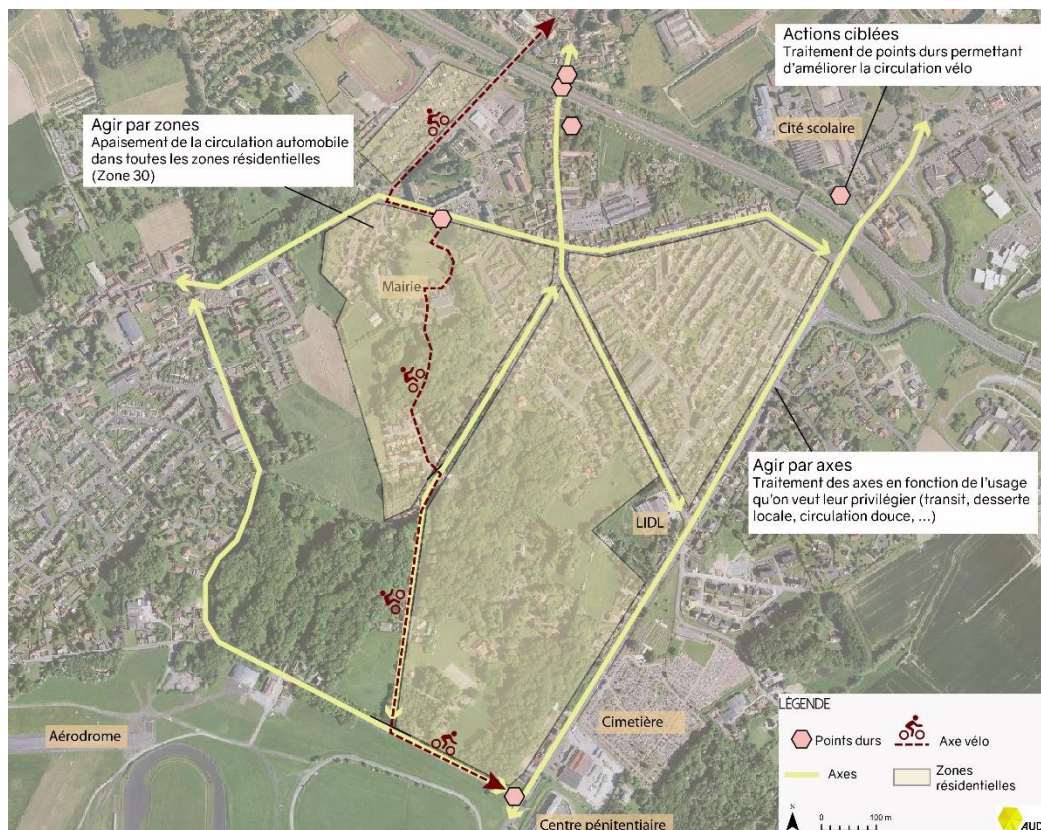 Actions ciblées
Traitement de points durs permettant
d'améliorer la circulation vélo
Agir par zones
Apaisement de la circulation automobile
dans toutes les zones résidentielles
(Zone 30)
Cité scolaire
Mairie
Agir par axes
Traitement des axes en fonction de l'usage
qu'on veut leur privilégier (transit, desserte
locale, circulation douce, ...)
LIDL
Cimetière
Aérodrome
Centre pénitentiaire
LÉGENDE
Points durs
Axe vélo
Axes
Zones
résidentielles
N
0 100 m
AUD